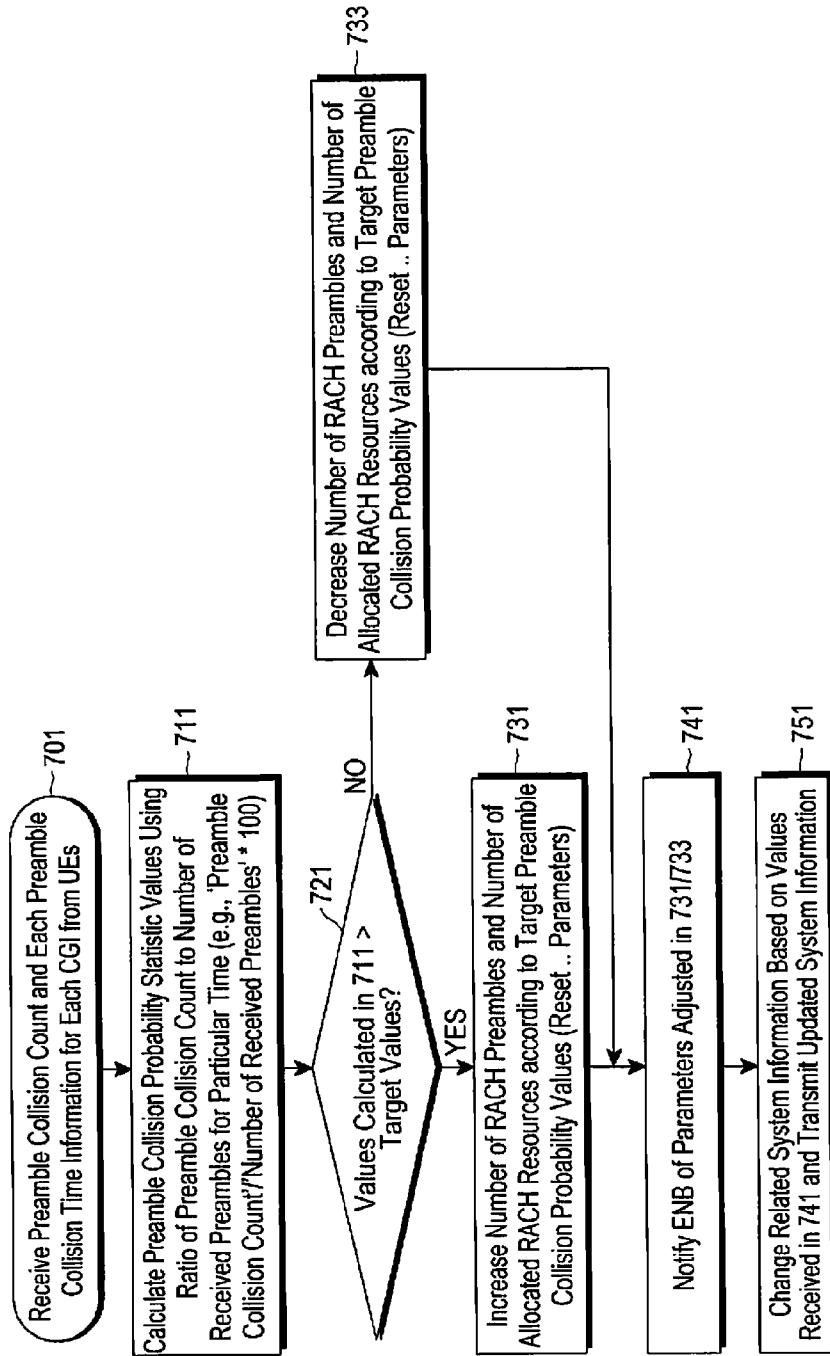 701
Receive Preamble Collision Count and Each Preamble
Collision Time Information for Each CGI from UEs
711
Calculate Preamble Collision Probability Statistic Values Using
Ratio of Preamble Collision Count to Number of
Received Preambles for Particular Time (e.g., 'Preamble
Collision Count'/'Number of Received Preambles' * 100)
721
Values Calculated in 711 >
Target Values?
NO
733
Decrease Number of RACH Preambles and Number of
Allocated RACH Resources according to Target Preamble
Collision Probability Values (Reset .. Parameters)
YES
731
Increase Number of RACH Preambles and Number of
Allocated RACH Resources according to Target Preamble
Collision Probability Values (Reset .. Parameters)
741
Notify ENB of Parameters Adjusted in 731/733
751
Change Related System Information Based on Values
Received in 741 and Transmit Updated System Information